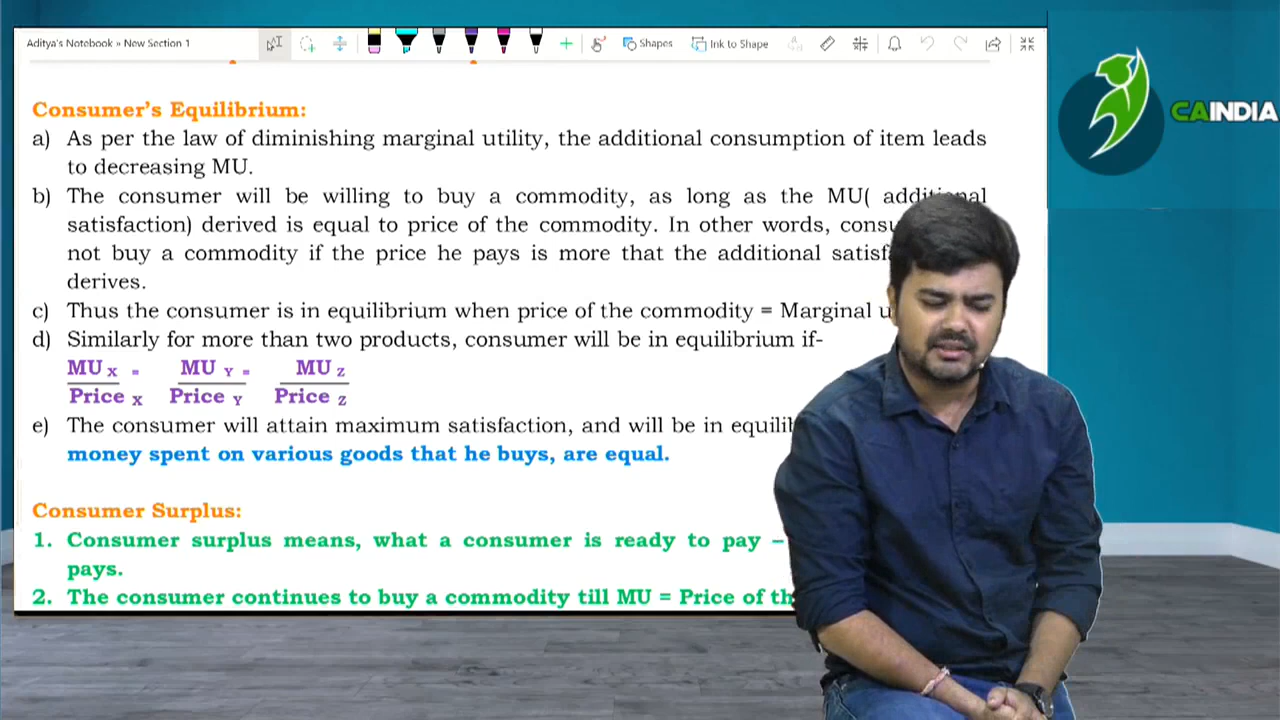 Aditya's Notebook » New Section 1
Shapes
Ink to Shape
CAINDIA
Consumer's Equilibrium:
a) As per the law of diminishing marginal utility, the additional consumption of item leads
to decreasing MU.
b) The consumer will be willing to buy a commodity, as long as the MU( additional
satisfaction) derived is equal to price of the commodity. In other words,
not buy a commodity if the price he pays is more that the additional
derives.
c) Thus the consumer is in equilibrium when price of the commodity = Marginal
d) Similarly for more than two products, consumer will be in equilibrium if-
MU X = MU Y = MU Z
Price X Price Y Price Z
e) The consumer will attain maximum satisfaction, and will be in
money spent on various goods that he buys, are equal.
Consumer Surplus:
1. Consumer surplus means, what a consumer is ready to pay –
pays.
2. The consumer continues to buy a commodity till MU = Price of